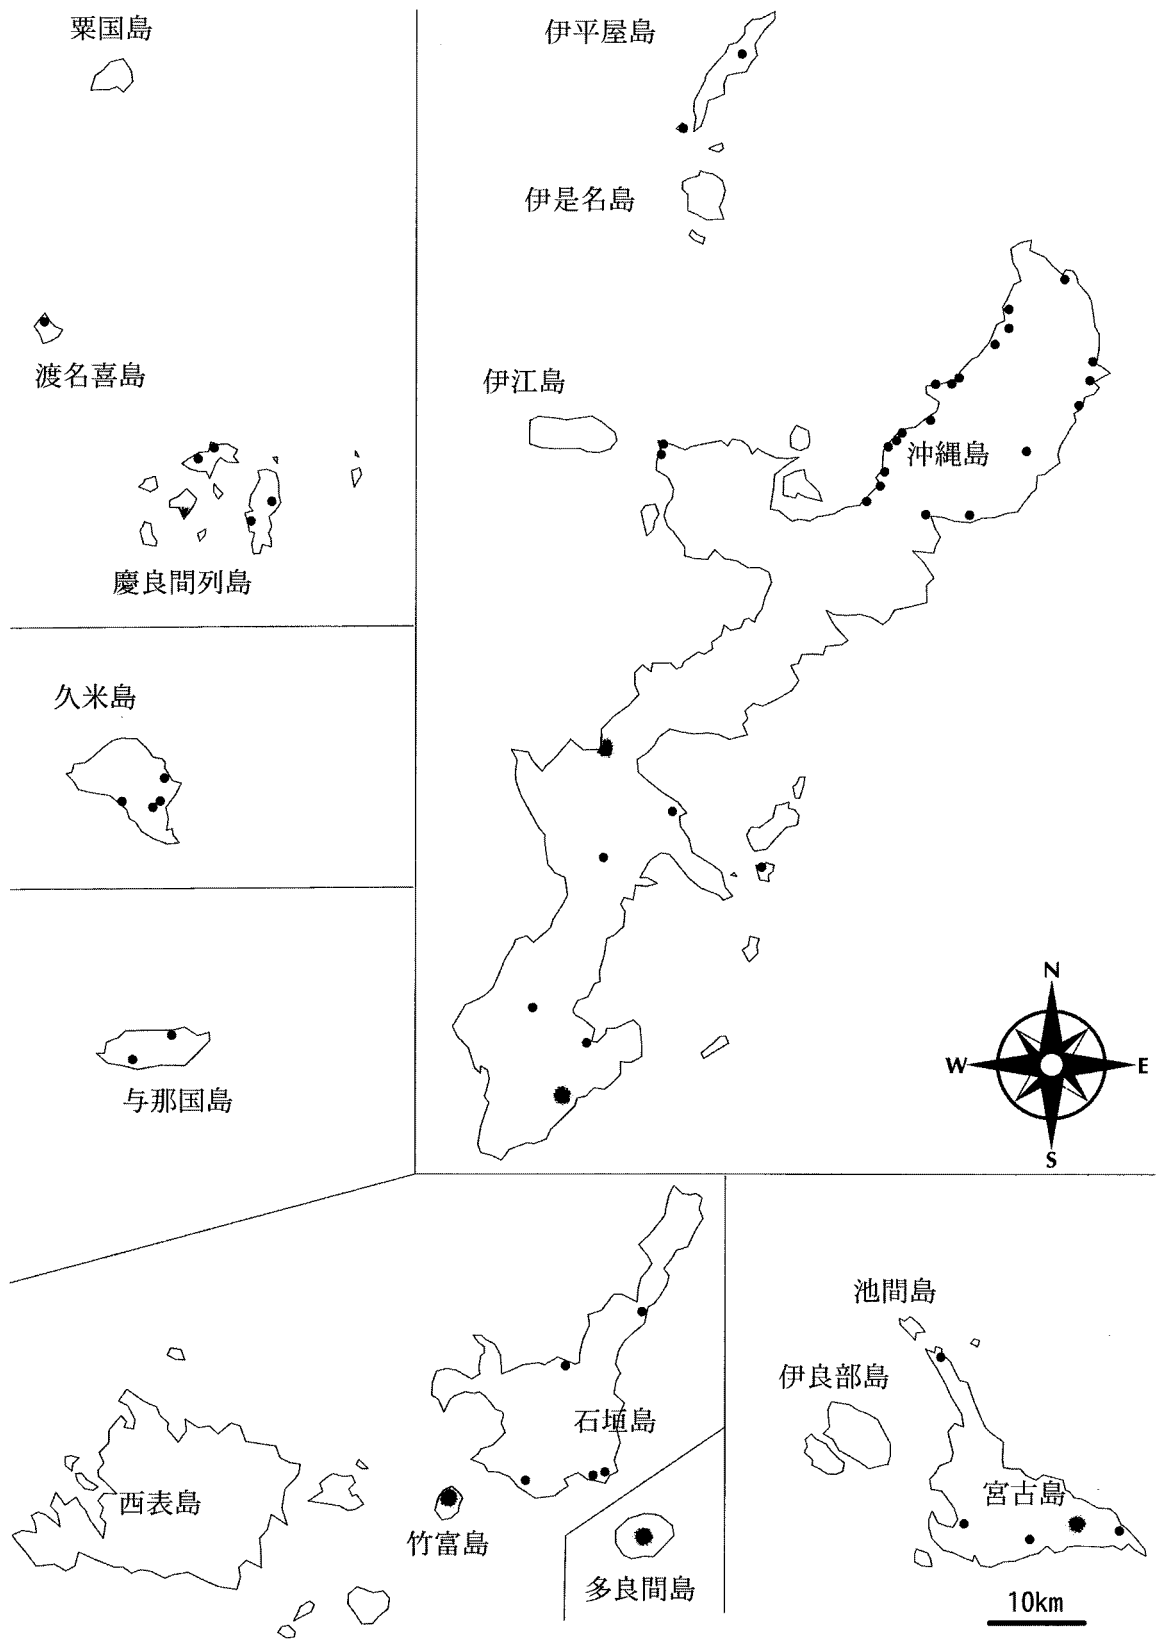 粟国島
伊平屋島
伊是名島
渡名喜島
伊江島
沖縄島
慶良間列島
久米島
与那国島
N
W
E
S
池間島
伊良部島
石垣島
宮古島
西表島
竹富島
多良間島
10km